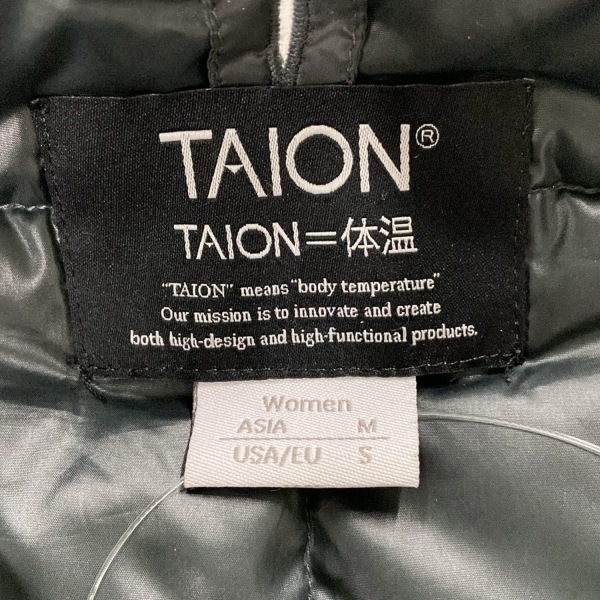 TAION®
TAION=体温
"TAION" means "body temperature"
Our mission is to innovate and create
both high-design and high-functional products.
Women
ASIA M
USA/EU S